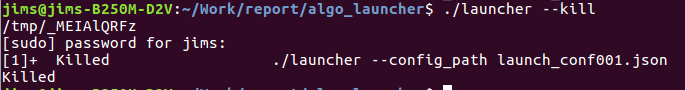 jims@jims-B250M-D2V:~/Work/report/algo_launcher$ ./launcher --kill
/tmp/_MEIAlQRFz
[sudo] password for jims:
[1]+  Killed                 ./launcher --config_path launch_conf001.json
Killed